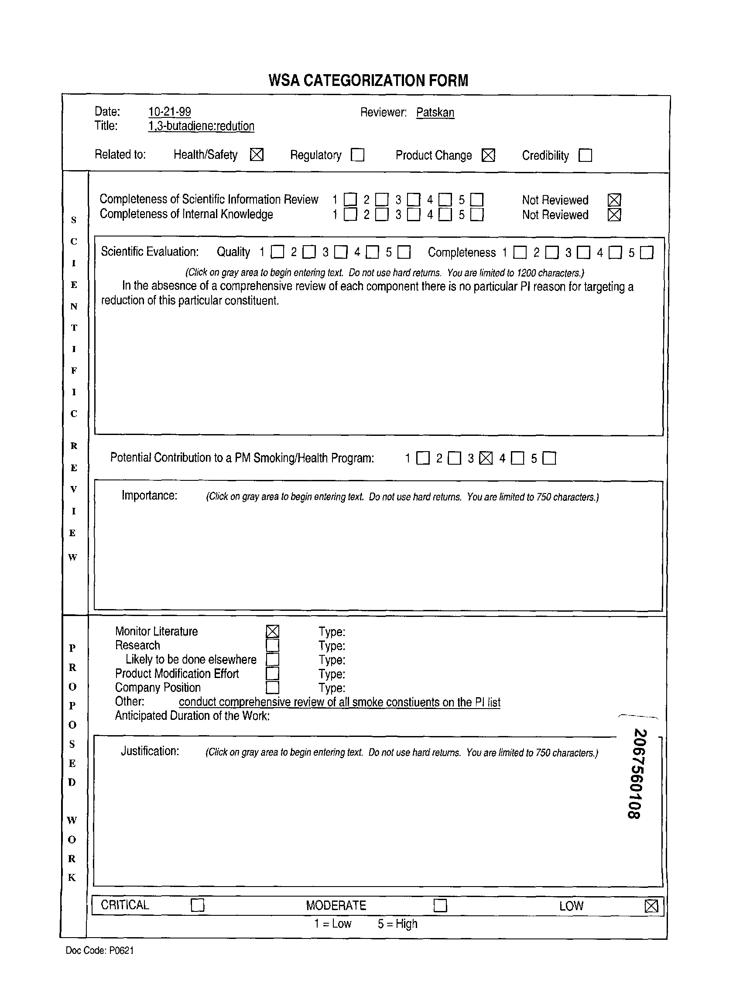 WSA CATEGORIZATION FORM
Date: 10-21-99 Reviewer: Patskan
Title: 1,3-butadiene:redution
Related to: Health/Safety ☒ Regulatory ☐ Product Change ☒ Credibility ☐
SCIENTIFIC REVIEW
Completeness of Scientific Information Review 1 ☐ 2 ☐ 3 ☐ 4 ☐ 5 ☐ Not Reviewed ☒
Completeness of Internal Knowledge 1 ☐ 2 ☐ 3 ☐ 4 ☐ 5 ☐ Not Reviewed ☒
Scientific Evaluation: Quality 1 ☐ 2 ☐ 3 ☐ 4 ☐ 5 ☐ Completeness 1 ☐ 2 ☐ 3 ☐ 4 ☐ 5 ☐
(Click on gray area to begin entering text. Do not use hard returns. You are limited to 1200 characters.)
In the absesnce of a comprehensive review of each component there is no particular PI reason for targeting a
reduction of this particular constituent.
Potential Contribution to a PM Smoking/Health Program: 1 ☐ 2 ☐ 3 ☒ 4 ☐ 5 ☐
Importance: (Click on gray area to begin entering text. Do not use hard returns. You are limited to 750 characters.)
PROPOSED WORK
Monitor Literature ☒ Type:
Research ☐ Type:
Likely to be done elsewhere ☐ Type:
Product Modification Effort ☐ Type:
Company Position ☐ Type:
Other: conduct comprehensive review of all smoke constiuents on the PI list
Anticipated Duration of the Work:
Justification: (Click on gray area to begin entering text. Do not use hard returns. You are limited to 750 characters.)
2067560108
CRITICAL ☐ MODERATE ☐ LOW ☒
1 = Low 5 = High
Doc Code: P0621